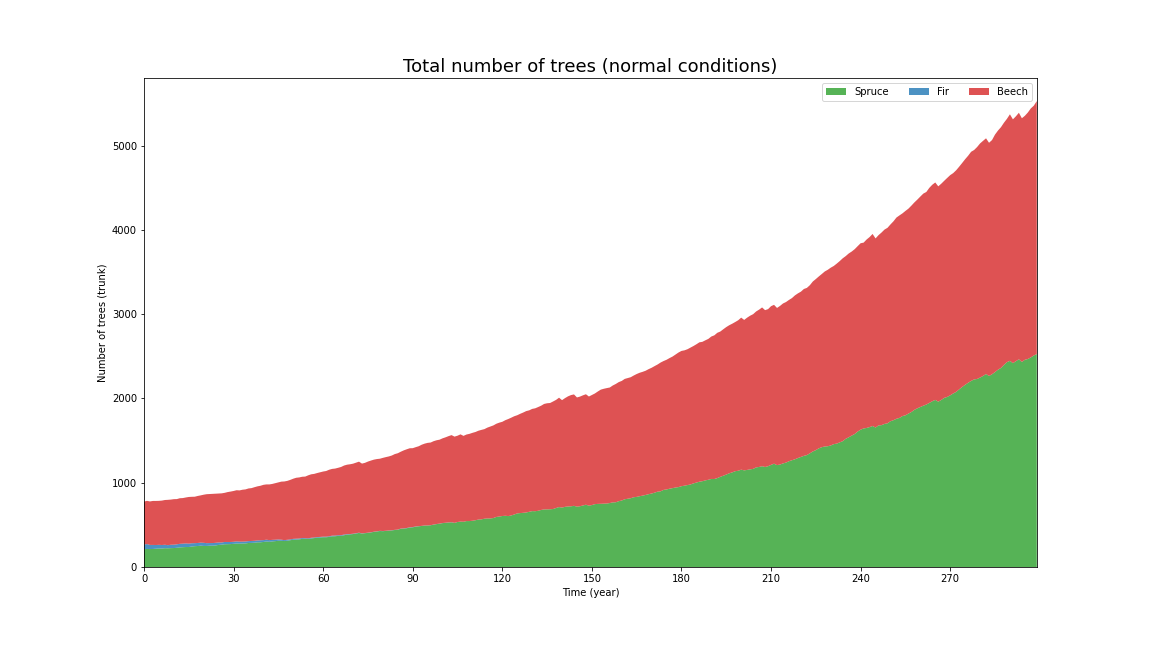 Total number of trees (normal conditions)
Spruce Fir Beech
Number of trees (trunk)
5000
4000
3000
2000
1000
0
0 30 60 90 120 150 180 210 240 270
Time (year)